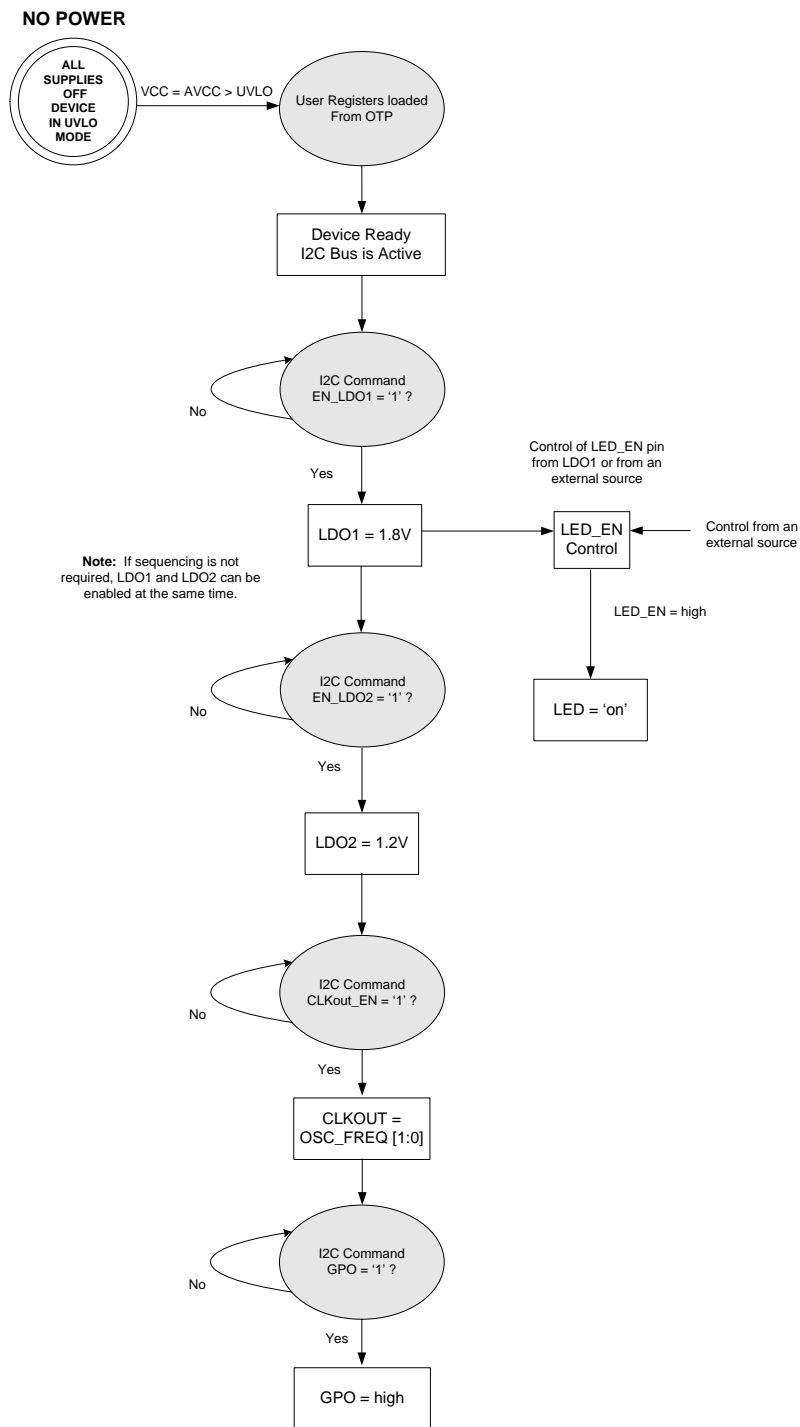 NO POWER
ALL
SUPPLIES
OFF
DEVICE
IN UVLO
MODE
VCC = AVCC > UVLO
User Registers loaded
From OTP
Device Ready
I2C Bus is Active
I2C Command
EN_LDO1 = ‘1’ ?
No
Yes
Control of LED_EN pin
from LDO1 or from an
external source
LDO1 = 1.8V
LED_EN
Control
Control from an
external source
Note: If sequencing is not
required, LDO1 and LDO2 can be
enabled at the same time.
LED_EN = high
I2C Command
EN_LDO2 = ‘1’ ?
No
LED = ‘on’
Yes
LDO2 = 1.2V
I2C Command
CLKout_EN = ‘1’ ?
No
Yes
CLKOUT =
OSC_FREQ [1:0]
I2C Command
GPO = ‘1’ ?
No
Yes
GPO = high